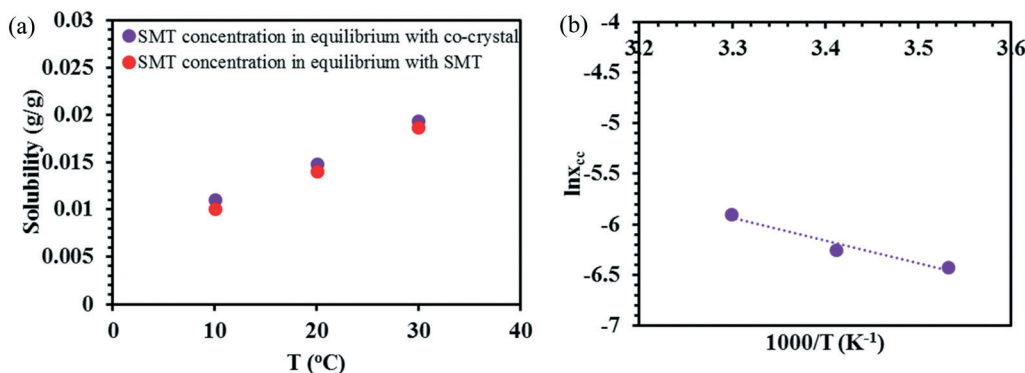 (a)
0.03
0.025
0.02
0.015
0.01
0.005
0
Solubility (g/g)
SMT concentration in equilibrium with co-crystal
SMT concentration in equilibrium with SMT
0 10 20 30 40
T (°C)
(b)
3.2 3.3 3.4 3.5 3.6
-4
-4.5
-5
-5.5
-6
-6.5
-7
lnx_cc
1000/T (K⁻¹)